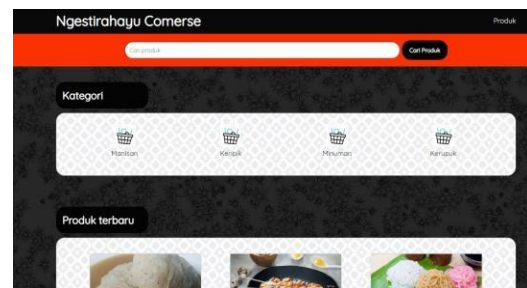 Ngestirahayu Comerse
Produk
Cari produk
Cari Produk
Kategori
Manisan
Keripik
Minuman
Kerupuk
Produk terbaru